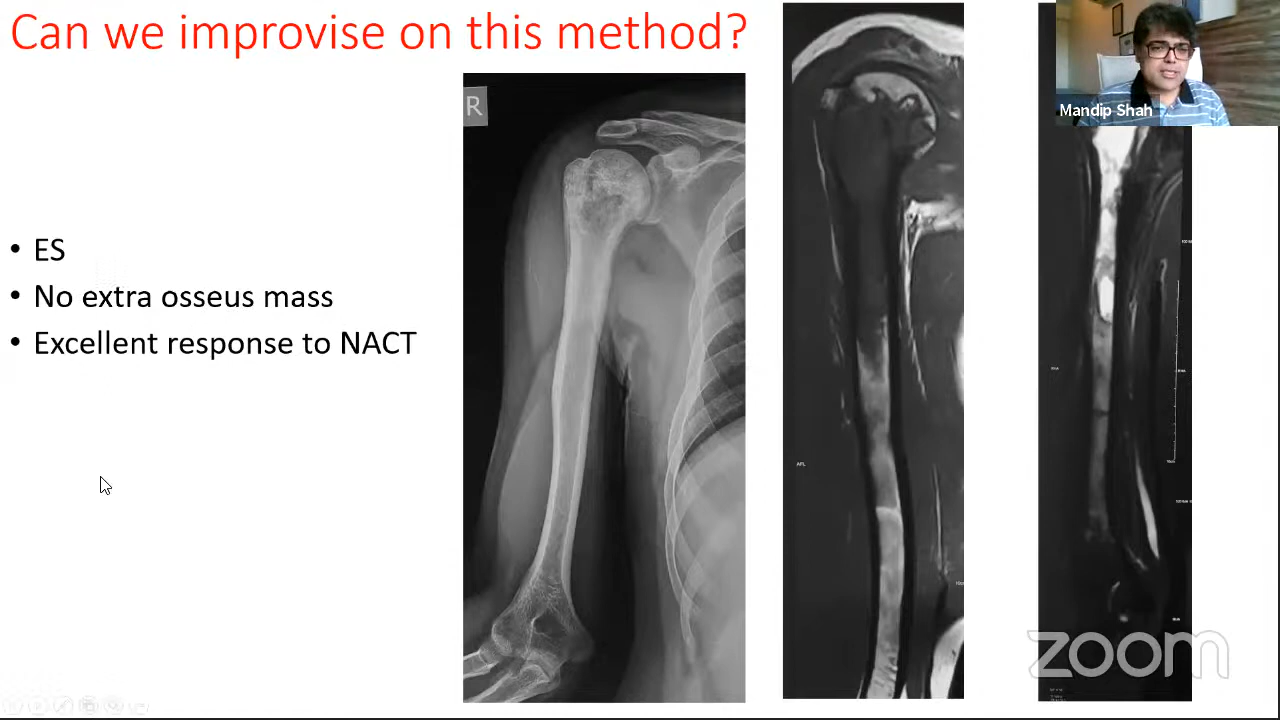 Can we improvise on this method?
R
Mandip Shah
• ES
• No extra osseus mass
• Excellent response to NACT
zoom